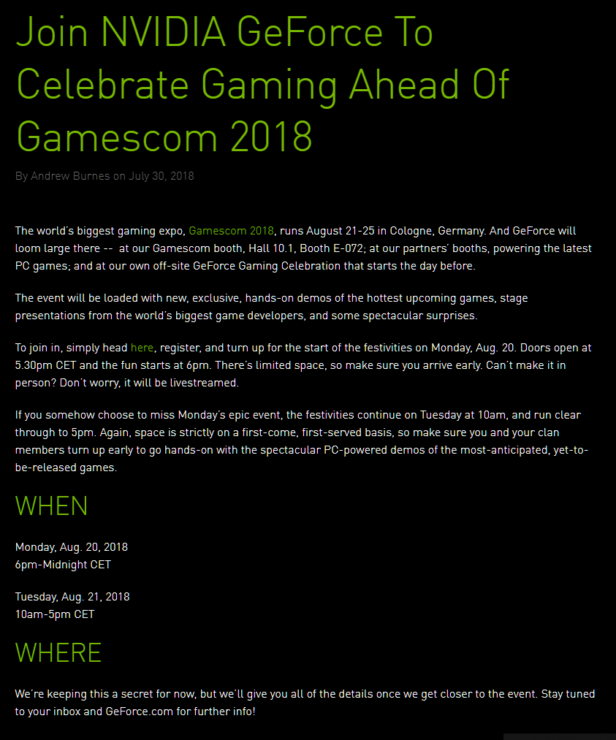 Join NVIDIA GeForce To
Celebrate Gaming Ahead Of
Gamescom 2018
By Andrew Burnes on July 30, 2018
The world's biggest gaming expo, Gamescom 2018, runs August 21-25 in Cologne, Germany. And GeForce will
loom large there -- at our Gamescom booth, Hall 10.1, Booth E-072; at our partners' booths, powering the latest
PC games; and at our own off-site GeForce Gaming Celebration that starts the day before.
The event will be loaded with new, exclusive, hands-on demos of the hottest upcoming games, stage
presentations from the world's biggest game developers, and some spectacular surprises.
To join in, simply head here, register, and turn up for the start of the festivities on Monday, Aug. 20. Doors open at
5.30pm CET and the fun starts at 6pm. There's limited space, so make sure you arrive early. Can't make it in
person? Don't worry, it will be livestreamed.
If you somehow choose to miss Monday's epic event, the festivities continue on Tuesday at 10am, and run clear
through to 5pm. Again, space is strictly on a first-come, first-served basis, so make sure you and your clan
members turn up early to go hands-on with the spectacular PC-powered demos of the most-anticipated, yet-to-
be-released games.
WHEN
Monday, Aug. 20, 2018
6pm-Midnight CET
Tuesday, Aug. 21, 2018
10am-5pm CET
WHERE
We're keeping this a secret for now, but we'll give you all of the details once we get closer to the event. Stay tuned
to your inbox and GeForce.com for further info!